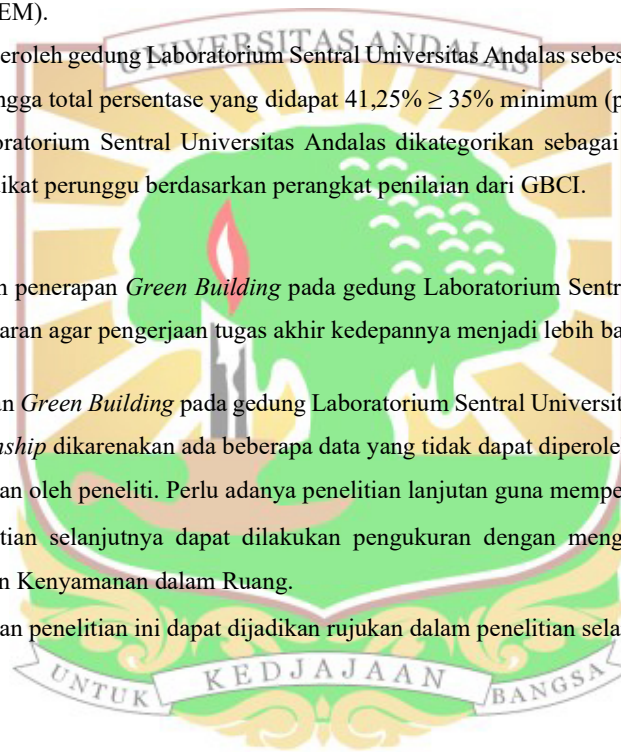 EM).
UNIVERSITAS ANDALAS
eroleh gedung Laboratorium Sentral Universitas Andalas sebes
ngga total persentase yang didapat 41,25% ≥ 35% minimum (p
oratorium Sentral Universitas Andalas dikategorikan sebagai
dikat perunggu berdasarkan perangkat penilaian dari GBCI.
n penerapan Green Building pada gedung Laboratorium Sentr
aran agar pengerjaan tugas akhir kedepannya menjadi lebih ba
an Green Building pada gedung Laboratorium Sentral Universit
nship dikarenakan ada beberapa data yang tidak dapat diperole
an oleh peneliti. Perlu adanya penelitian lanjutan guna mempe
tian selanjutnya dapat dilakukan pengukuran dengan meng
n Kenyamanan dalam Ruang.
an penelitian ini dapat dijadikan rujukan dalam penelitian sela
UNTUK KEDJAJAAN BANGSA